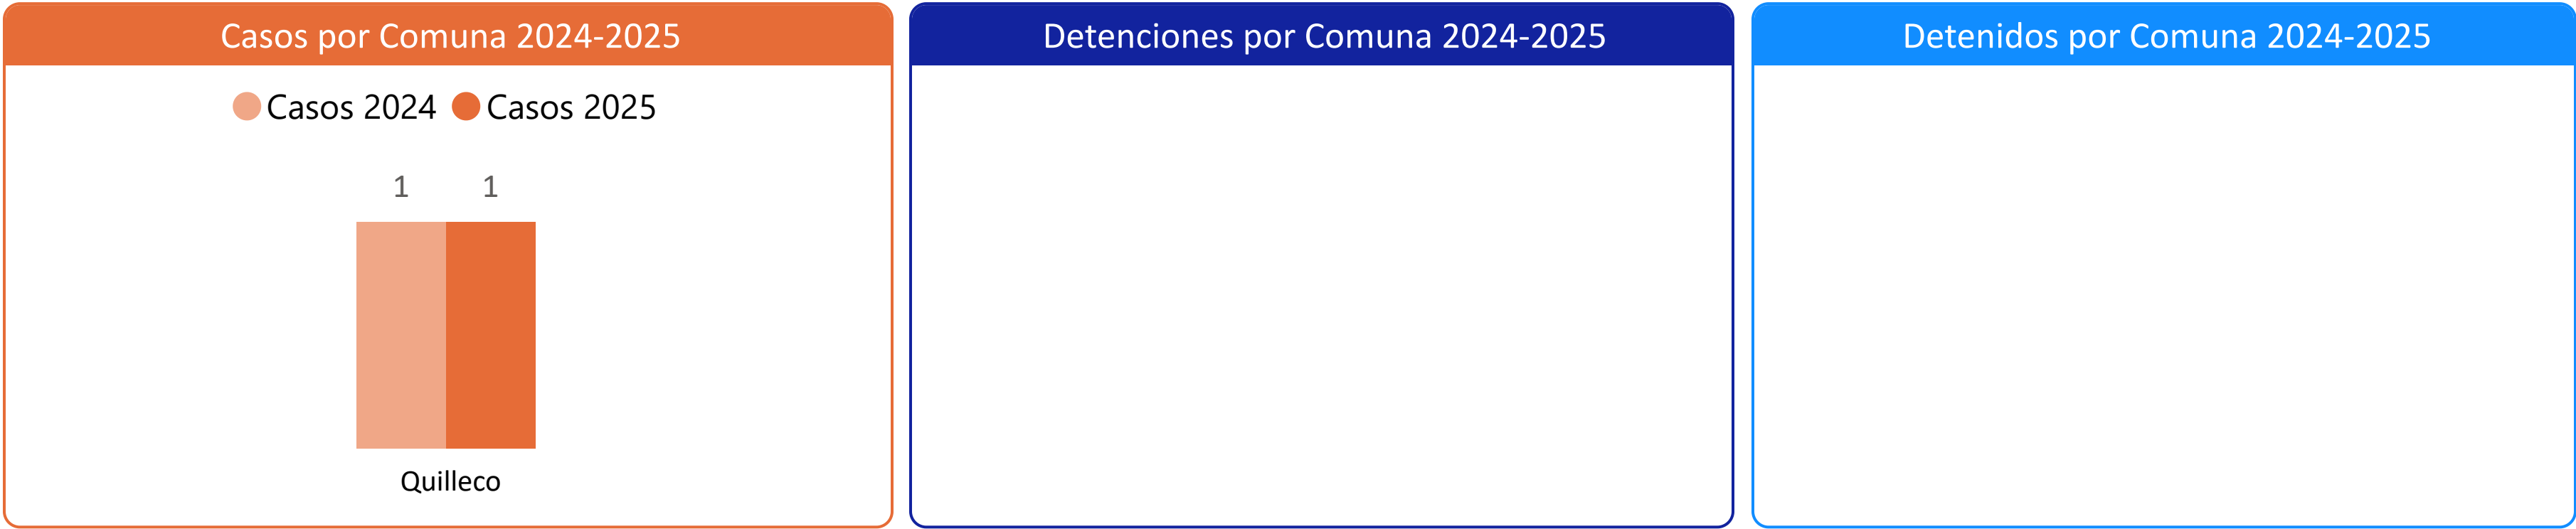 Casos por Comuna 2024-2025
Casos 2024 Casos 2025
1 1
Quilleco
Detenciones por Comuna 2024-2025
Detenidos por Comuna 2024-2025